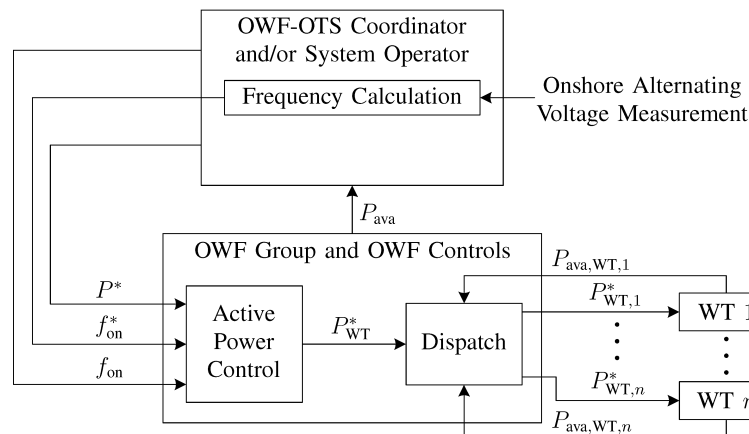 OWF-OTS Coordinator
and/or System Operator
Frequency Calculation
Onshore Alternating
Voltage Measurement
P_ava
OWF Group and OWF Controls
P_ava,WT,1
P*
f*_on
f_on
Active
Power
Control
P*_WT
Dispatch
P*_WT,1
WT 1
P*_WT,n
WT n
P_ava,WT,n